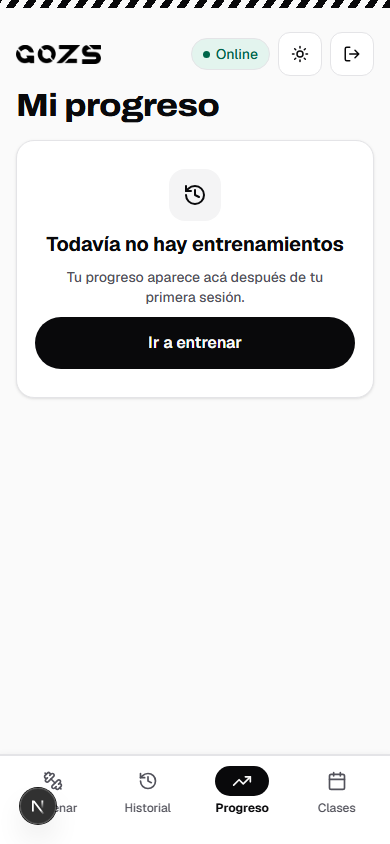 GOZS
Online
Mi progreso
Todavía no hay entrenamientos
Tu progreso aparece acá después de tu
primera sesión.
Ir a entrenar
N
Historial
Progreso
Clases